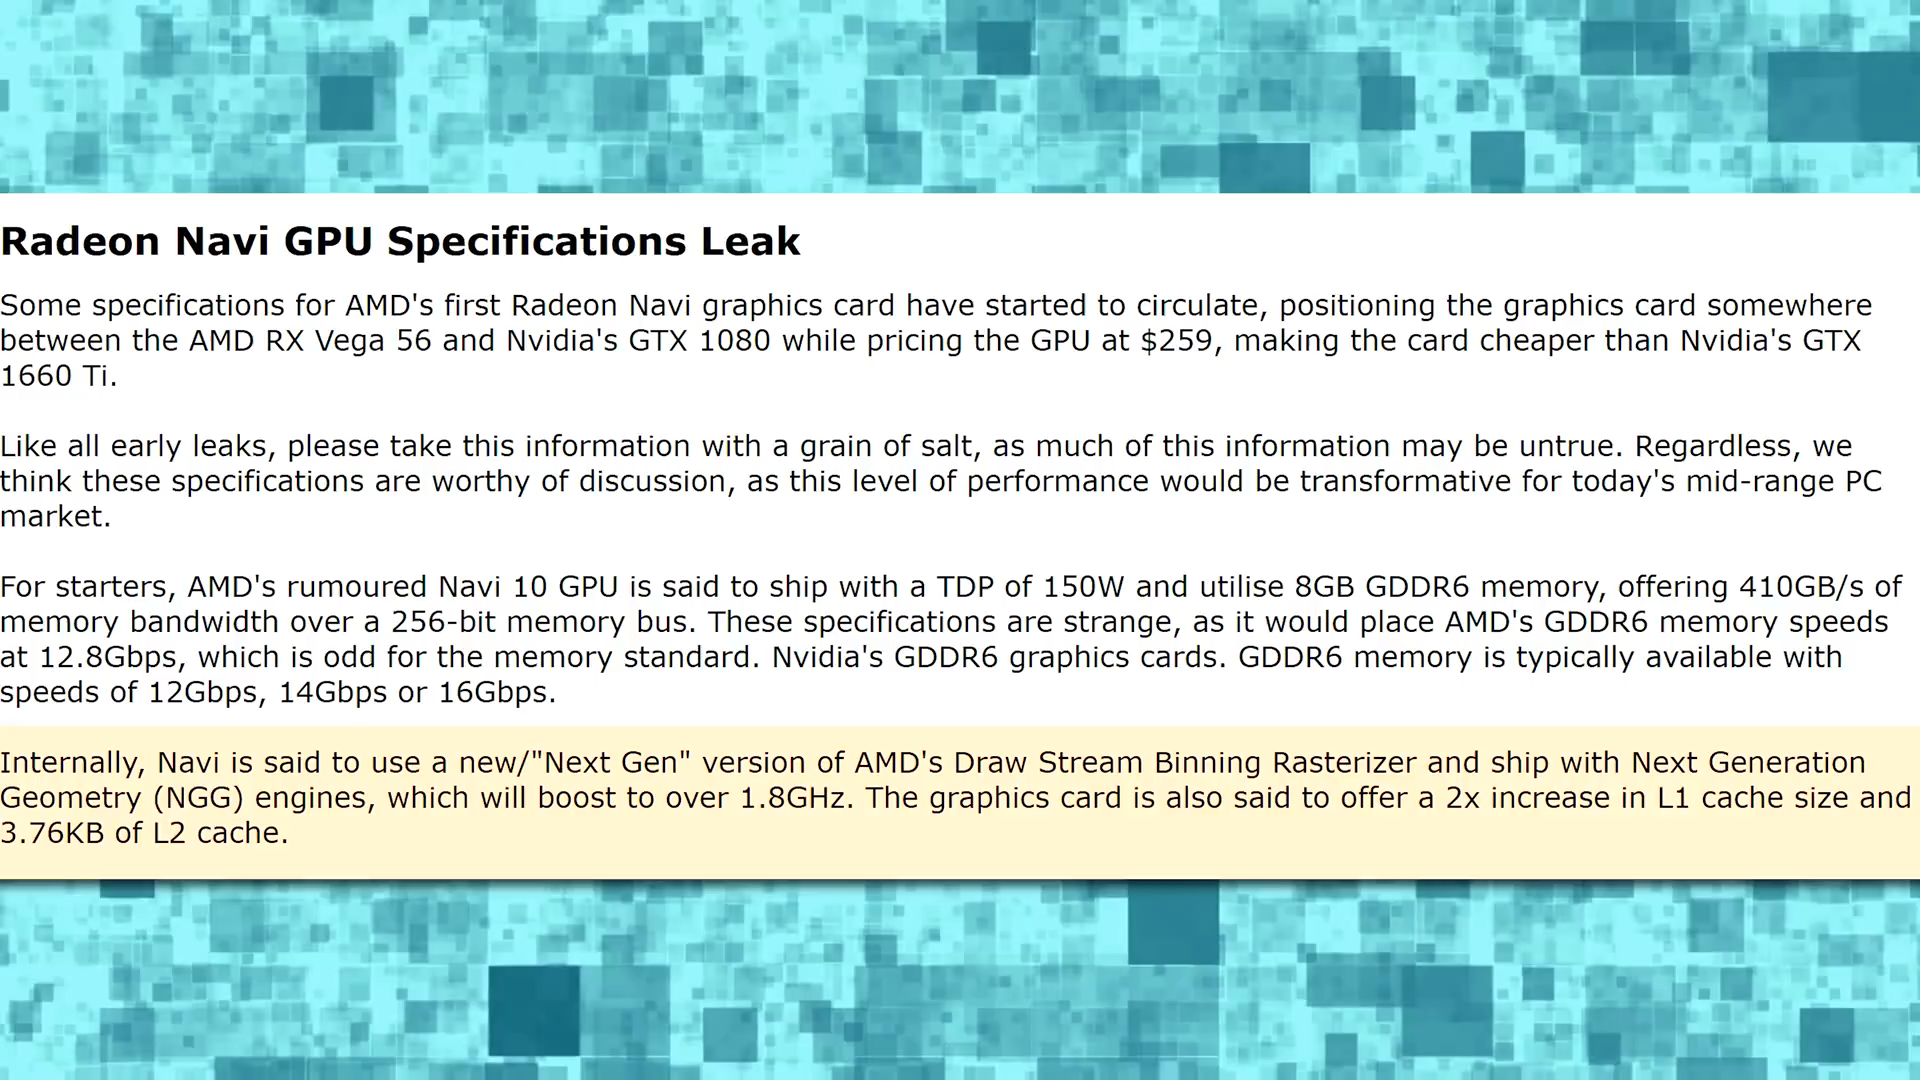 Radeon Navi GPU Specifications Leak
Some specifications for AMD's first Radeon Navi graphics card have started to circulate, positioning the graphics card somewhere
between the AMD RX Vega 56 and Nvidia's GTX 1080 while pricing the GPU at $259, making the card cheaper than Nvidia's GTX
1660 Ti.
Like all early leaks, please take this information with a grain of salt, as much of this information may be untrue. Regardless, we
think these specifications are worthy of discussion, as this level of performance would be transformative for today's mid-range PC
market.
For starters, AMD's rumoured Navi 10 GPU is said to ship with a TDP of 150W and utilise 8GB GDDR6 memory, offering 410GB/s of
memory bandwidth over a 256-bit memory bus. These specifications are strange, as it would place AMD's GDDR6 memory speeds
at 12.8Gbps, which is odd for the memory standard. Nvidia's GDDR6 graphics cards. GDDR6 memory is typically available with
speeds of 12Gbps, 14Gbps or 16Gbps.
Internally, Navi is said to use a new/"Next Gen" version of AMD's Draw Stream Binning Rasterizer and ship with Next Generation
Geometry (NGG) engines, which will boost to over 1.8GHz. The graphics card is also said to offer a 2x increase in L1 cache size and
3.76KB of L2 cache.